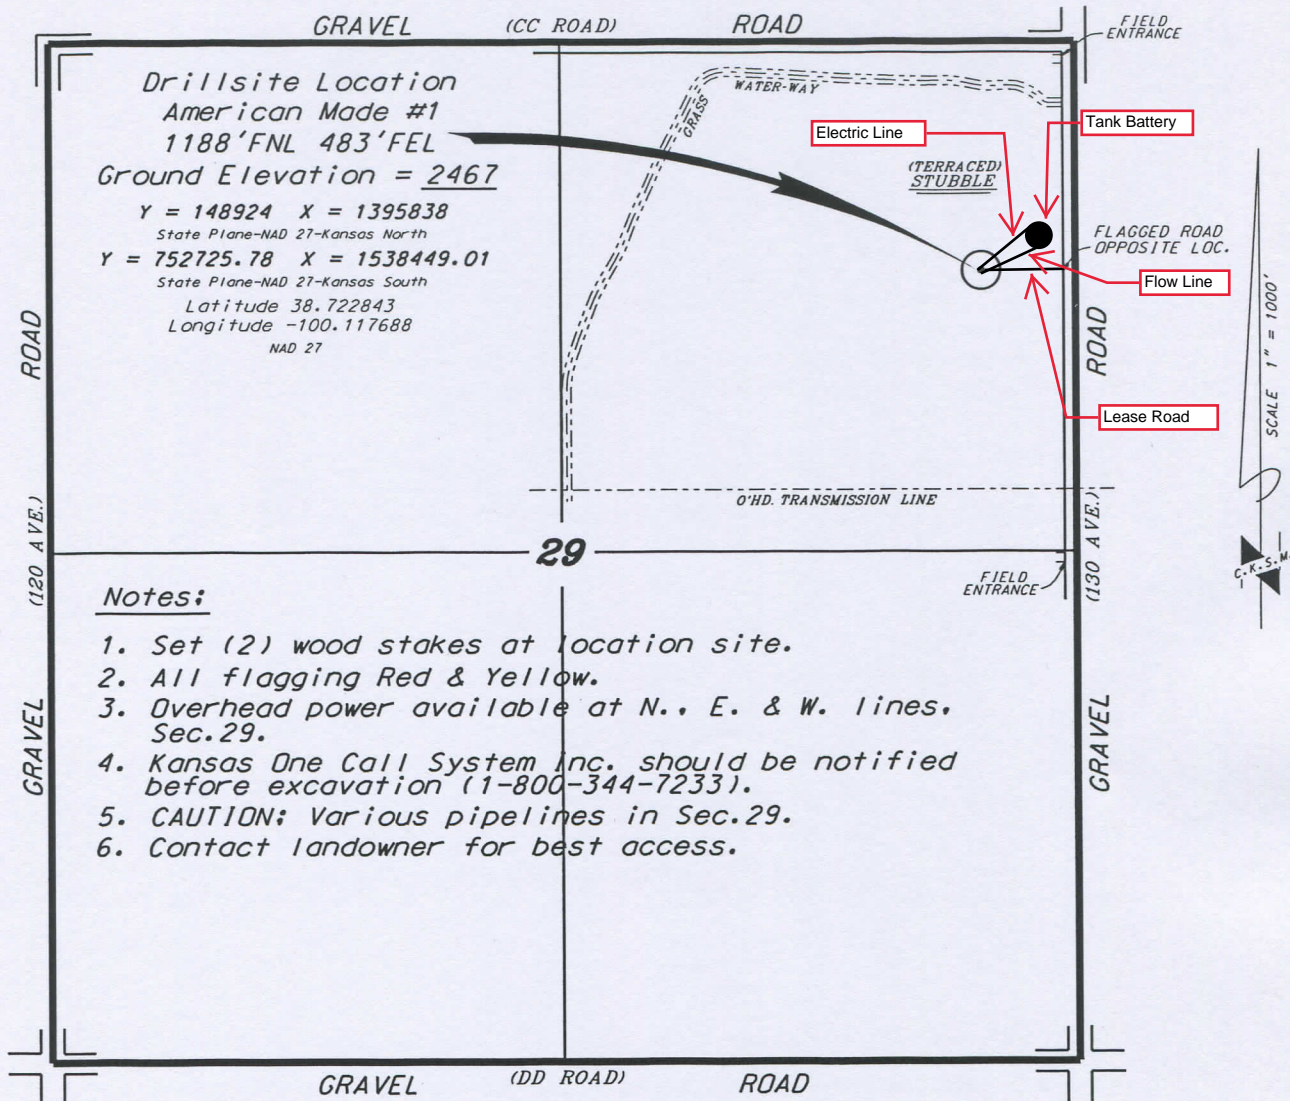 GRAVEL (CC ROAD) ROAD
FIELD
ENTRANCE
Drillsite Location
American Made #1
1188'FNL 483'FEL
Ground Elevation = 2467
Y = 148924 X = 1395838
State Plane-NAD 27-Kansas North
Y = 752725.78 X = 1538449.01
State Plane-NAD 27-Kansas South
Latitude 38.722843
Longitude -100.117688
NAD 27
WATER-WAY
GRASS
Electric Line
Tank Battery
(TERRACED)
STUBBLE
FLAGGED ROAD
OPPOSITE LOC.
Flow Line
Lease Road
ROAD
ROAD
SCALE 1" = 1000'
O'HD. TRANSMISSION LINE
(120 AVE.)
(130 AVE.)
29
C.K.S.M.
FIELD
ENTRANCE
Notes:
1. Set (2) wood stakes at location site.
2. All flagging Red & Yellow.
3. Overhead power available at N., E. & W. lines,
Sec.29.
4. Kansas One Call System Inc. should be notified
before excavation (1-800-344-7233).
5. CAUTION: Various pipelines in Sec.29.
6. Contact landowner for best access.
GRAVEL
GRAVEL
GRAVEL (DD ROAD) ROAD